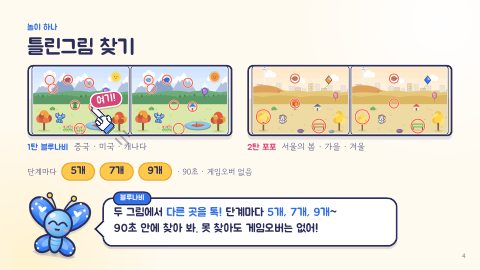 놀이 하나
틀린그림 찾기
여기!
1탄 블루나비 중국 · 미국 · 캐나다
2탄 포포 서울의 봄 · 가을 · 겨울
단계마다 5개 7개 9개 · 90초 · 게임오버 없음
블루나비
두 그림에서 다른 곳을 톡! 단계마다 5개, 7개, 9개~
90초 안에 찾아 봐. 못 찾아도 게임오버는 없어!
4